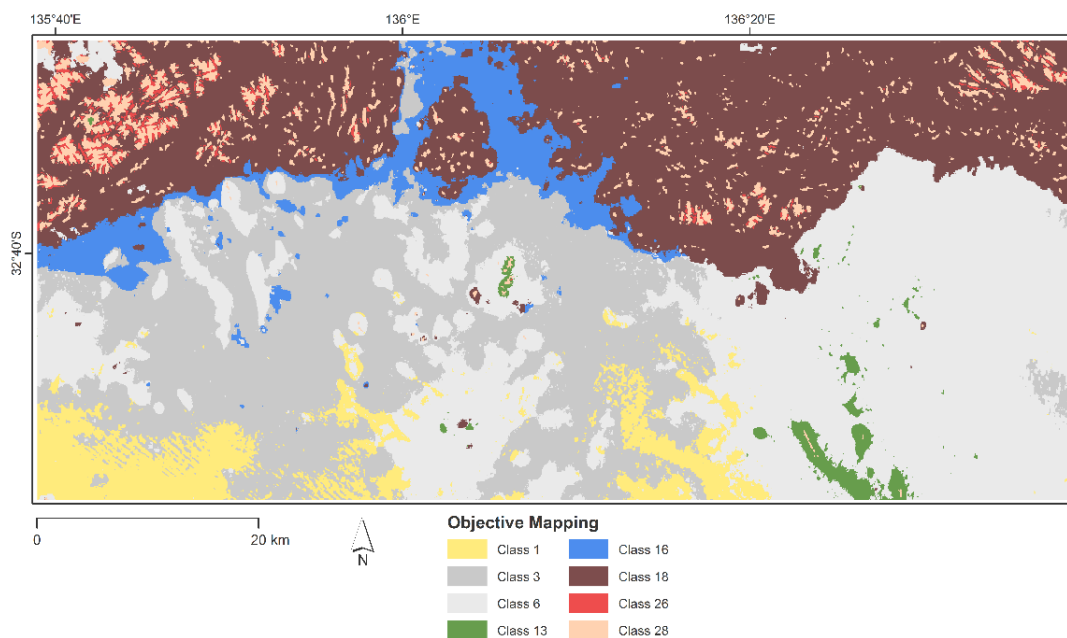 135°40'E 136°E 136°20'E
32°40'S
0 20 km
N
Objective Mapping
Class 1 Class 16
Class 3 Class 18
Class 6 Class 26
Class 13 Class 28